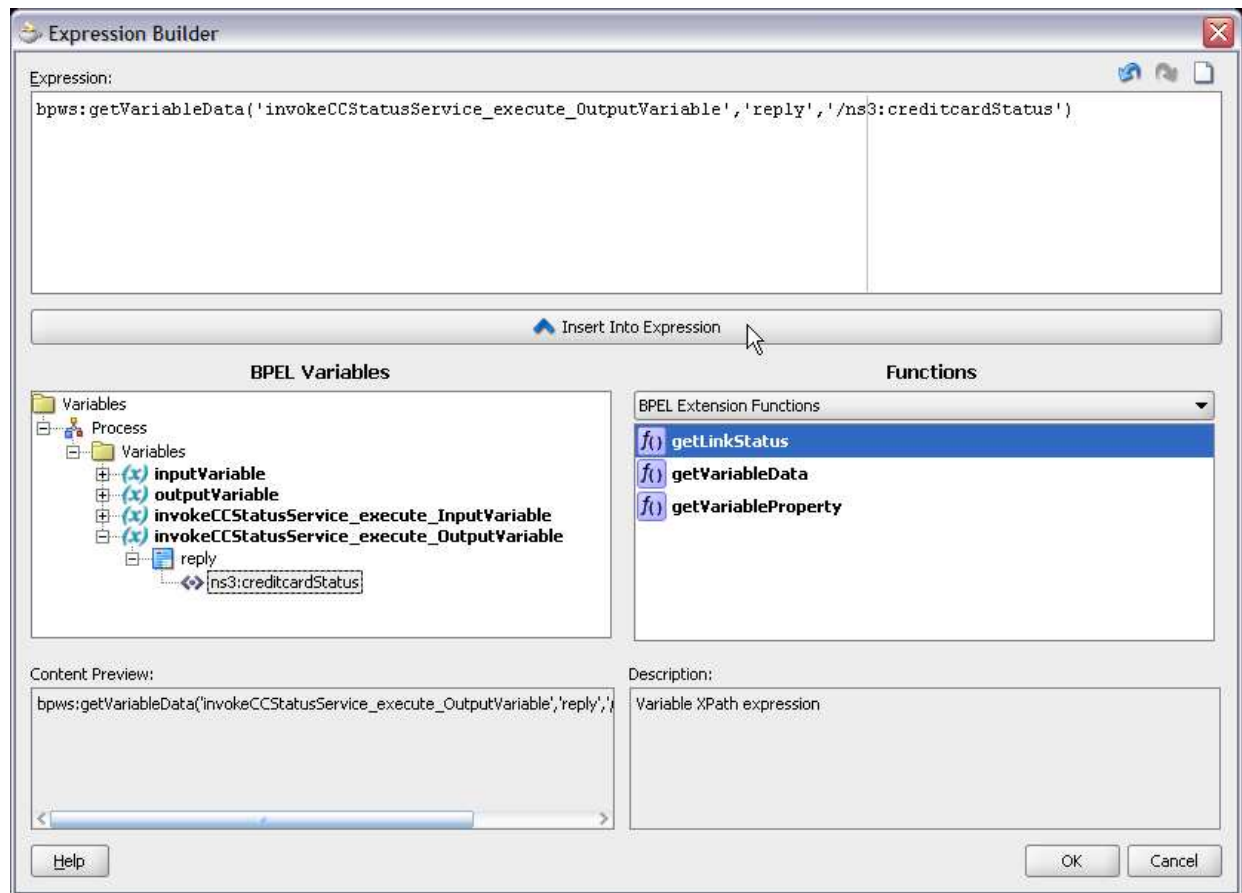 Expression Builder
Expression:
bpws:getVariableData('invokeCCStatusService_execute_OutputVariable','reply','/ns3:creditcardStatus')
Insert Into Expression
BPEL Variables
Variables
Process
Variables
(x) inputVariable
(x) outputVariable
(x) invokeCCStatusService_execute_InputVariable
(x) invokeCCStatusService_execute_OutputVariable
reply
ns3:creditcardStatus
Functions
BPEL Extension Functions
f() getLinkStatus
f() getVariableData
f() getVariableProperty
Content Preview:
bpws:getVariableData('invokeCCStatusService_execute_OutputVariable','reply','/
Description:
Variable XPath expression
Help
OK
Cancel